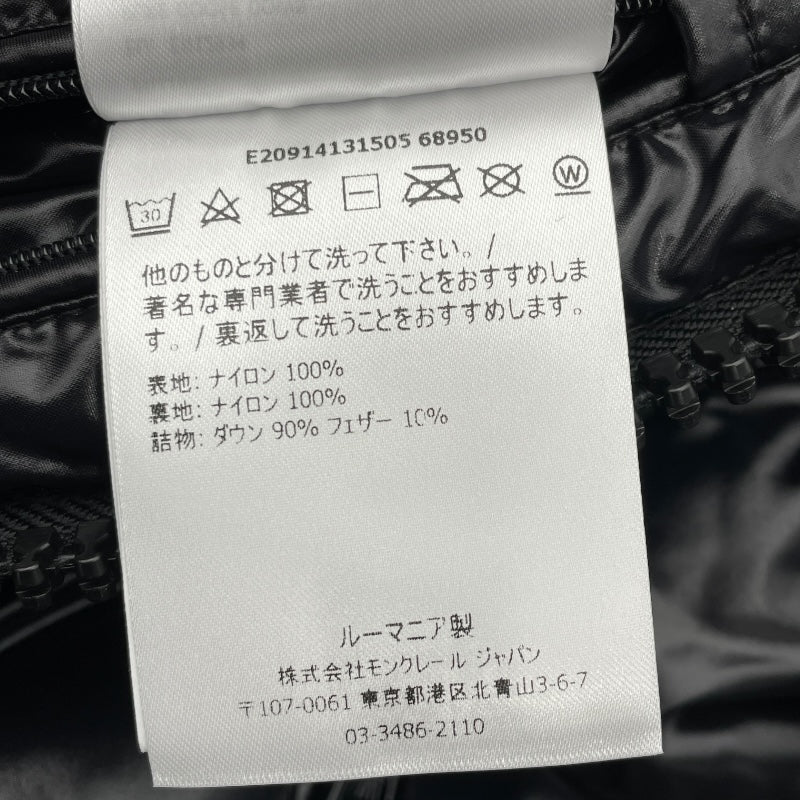 E20914131505 68950
30
W
他のものと分けて洗って下さい。/
著名な専門業者で洗うことをおすすめしま
す。/ 裏返して洗うことをおすすめします。
表地: ナイロン 100%
裏地: ナイロン 100%
詰物: ダウン 90% フェザー 10%
ルーマニア製
株式会社モンクレール ジャパン
〒107-0061 東京都港区北青山3-6-7
03-3486-2110